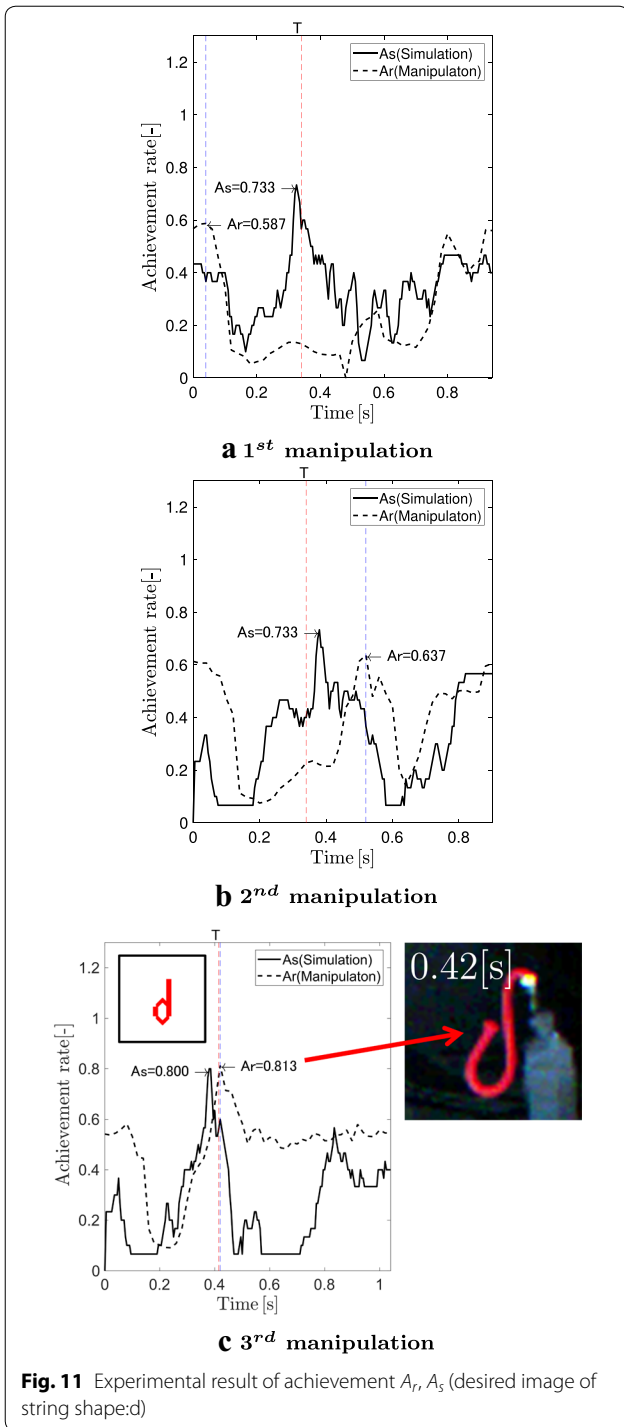 T
As(Simulation)
Ar(Manipulaton)
1.2
1
0.8
0.6
0.4
0.2
0
Achievement rate[-]
As=0.733
Ar=0.587
0 0.2 0.4 0.6 0.8
Time [s]
a 1st manipulation
T
As(Simulation)
Ar(Manipulaton)
1.2
1
0.8
0.6
0.4
0.2
0
Achievement rate[-]
As=0.733
Ar=0.637
0 0.2 0.4 0.6 0.8
Time [s]
b 2nd manipulation
T
As(Simulation)
Ar(Manipulaton)
1.2
1
0.8
0.6
0.4
0.2
0
Achievement rate[-]
d
As=0.800
Ar=0.813
0.42[s]
0 0.2 0.4 0.6 0.8 1
Time [s]
c 3rd manipulation
Fig. 11 Experimental result of achievement Ar, As (desired image of
string shape:d)